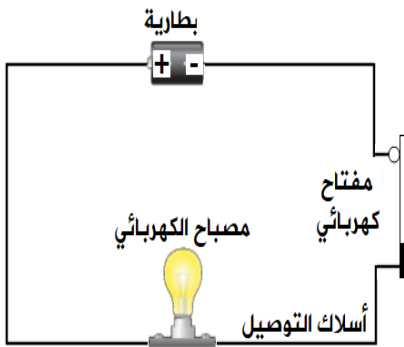 بطارية
+ -
مفتاح
كهربائي
مصباح الكهربائي
أسلاك التوصيل